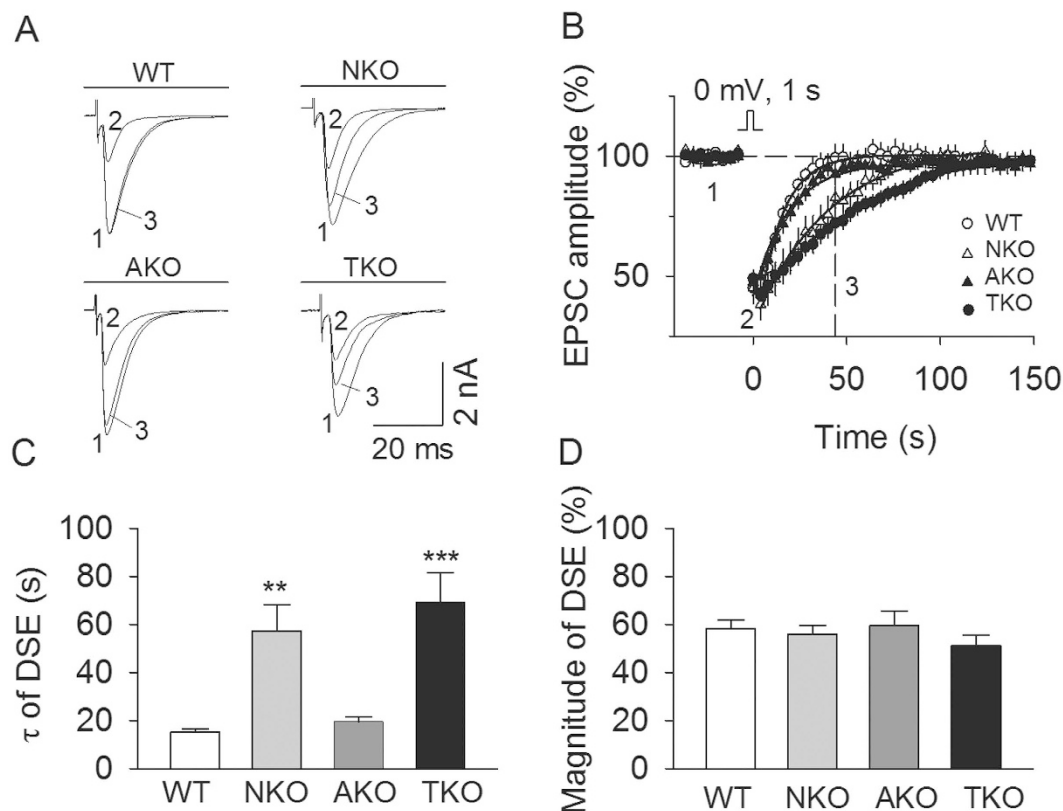 A
WT
2
3
1
NKO
2
3
1
AKO
2
3
1
TKO
2
3
1
2 nA
20 ms
B
0 mV, 1 s
EPSC amplitude (%)
100
50
1
2
3
WT
NKO
AKO
TKO
0 50 100 150
Time (s)
C
τ of DSE (s)
100
80
60
40
20
0
**
***
WT NKO AKO TKO
D
Magnitude of DSE (%)
100
80
60
40
20
0
WT NKO AKO TKO